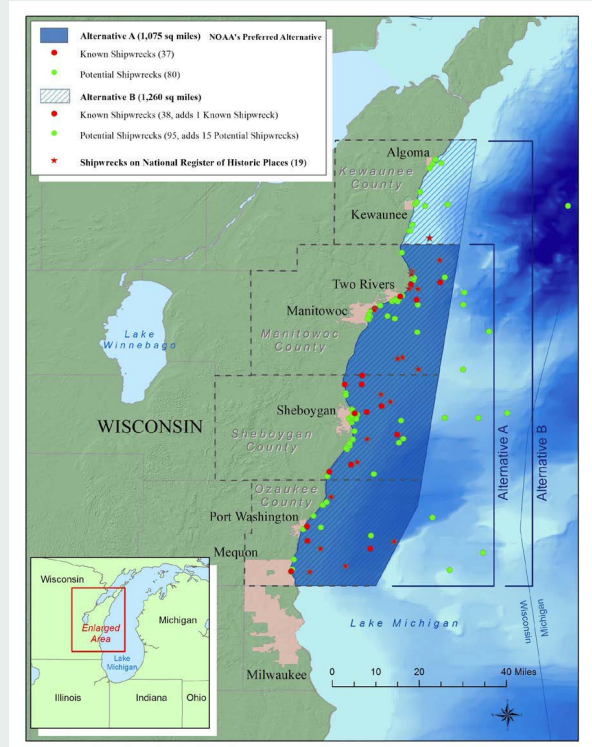 Alternative A (1,075 sq miles) NOAA's Preferred Alternative
Known Shipwrecks (37)
Potential Shipwrecks (80)
Alternative B (1,260 sq miles)
Known Shipwrecks (38, adds 1 Known Shipwreck)
Potential Shipwrecks (95, adds 15 Potential Shipwrecks)
Shipwrecks on National Register of Historic Places (19)
Algoma
Kewaunee
County
Kewaunee
Two Rivers
Manitowoc
Manitowoc
County
Lake
Winnebago
Sheboygan
WISCONSIN
Sheboygan
County
Ozaukee
County
Port Washington
Mequon
Alternative A
Alternative B
Lake Michigan
Wisconsin
Michigan
Milwaukee
0 10 20 40 Miles
Wisconsin
Michigan
Enlarged
Area
Lake
Michigan
Illinois
Indiana
Ohio